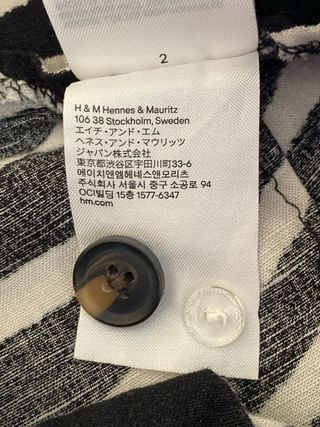 2
H & M Hennes & Mauritz
106 38 Stockholm, Sweden
エイチ・アンド・エム
ヘネス・アンド・マウリッツ
ジャパン株式会社
東京都渋谷区宇田川町33-6
에이치앤엠헤네스앤모리츠
주식회사 서울시 중구 소공로 94
OCI빌딩 15층 1577-6347
hm.com